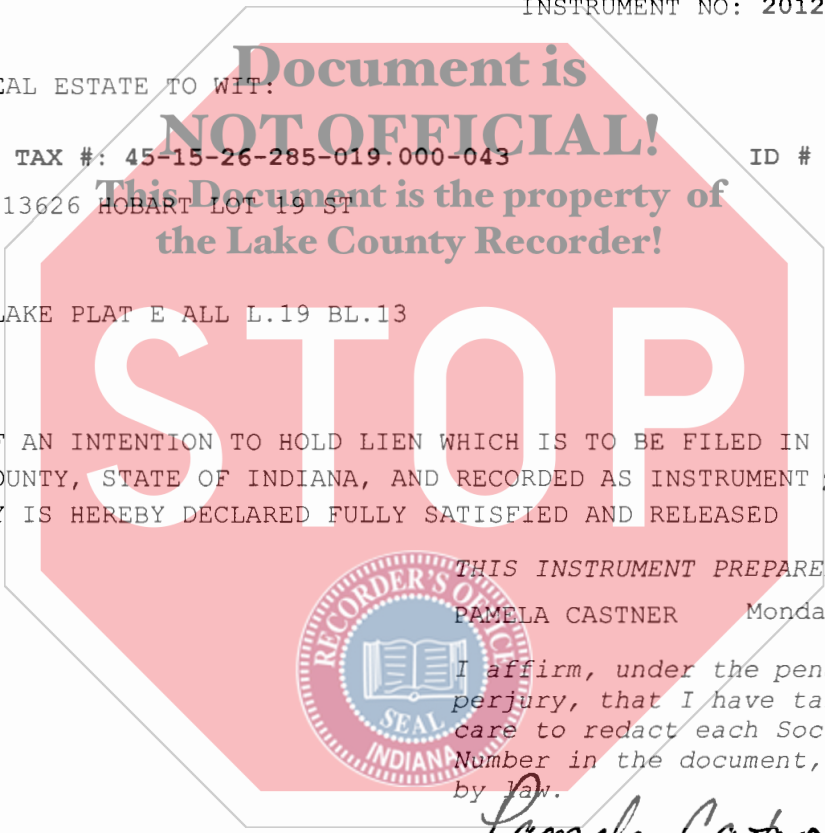 INSTRUMENT NO: 2012
Document is
EAL ESTATE TO WIT:
NOT OFFICIAL!
TAX #: 45-15-26-285-019.000-043 ID #
This Document is the property of
13626 HOBART LOT 19 ST
the Lake County Recorder!
LAKE PLAT E ALL L.19 BL.13
STOP
F AN INTENTION TO HOLD LIEN WHICH IS TO BE FILED IN
OUNTY, STATE OF INDIANA, AND RECORDED AS INSTRUMENT
Y IS HEREBY DECLARED FULLY SATISFIED AND RELEASED
THIS INSTRUMENT PREPARE
RECORDER'S OFFICE
SEAL
INDIANA
PAMELA CASTNER Monda
I affirm, under the pen
perjury, that I have ta
care to redact each Soc
Number in the document,
by law.
Pamela Castn